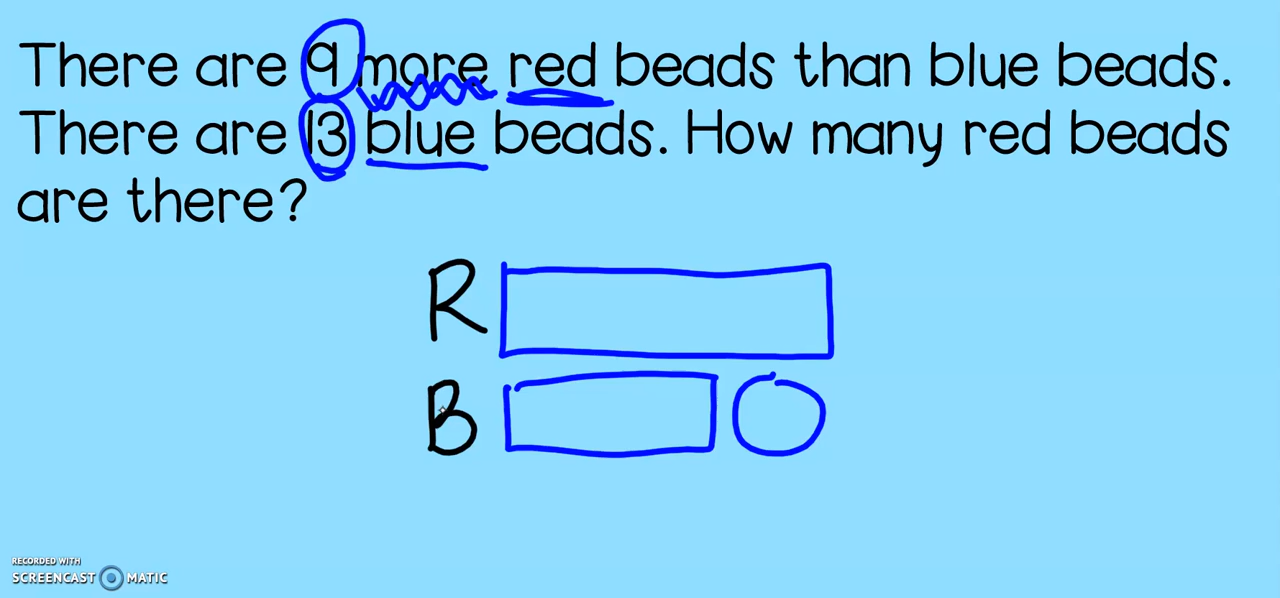 There are 9 more red beads than blue beads.
There are 13 blue beads. How many red beads
are there?
R
B
RECORDED WITH
SCREENCAST MATIC